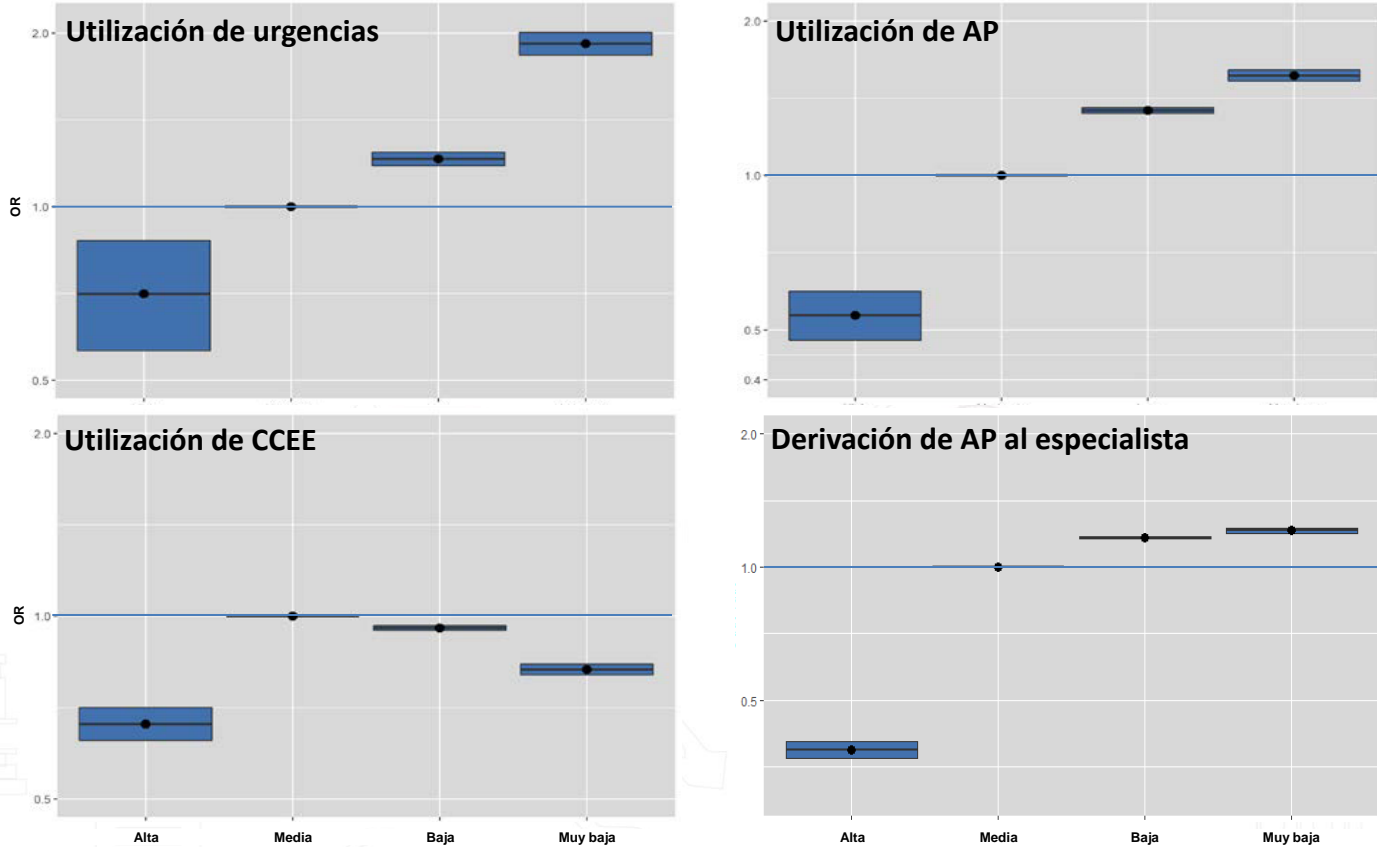 Utilización de urgencias
2.0
OR
1.0
0.5
Utilización de AP
2.0
1.0
0.5
0.4
Utilización de CCEE
2.0
OR
1.0
0.5
Alta Media Baja Muy baja
Derivación de AP al especialista
2.0
1.0
0.5
Alta Media Baja Muy baja